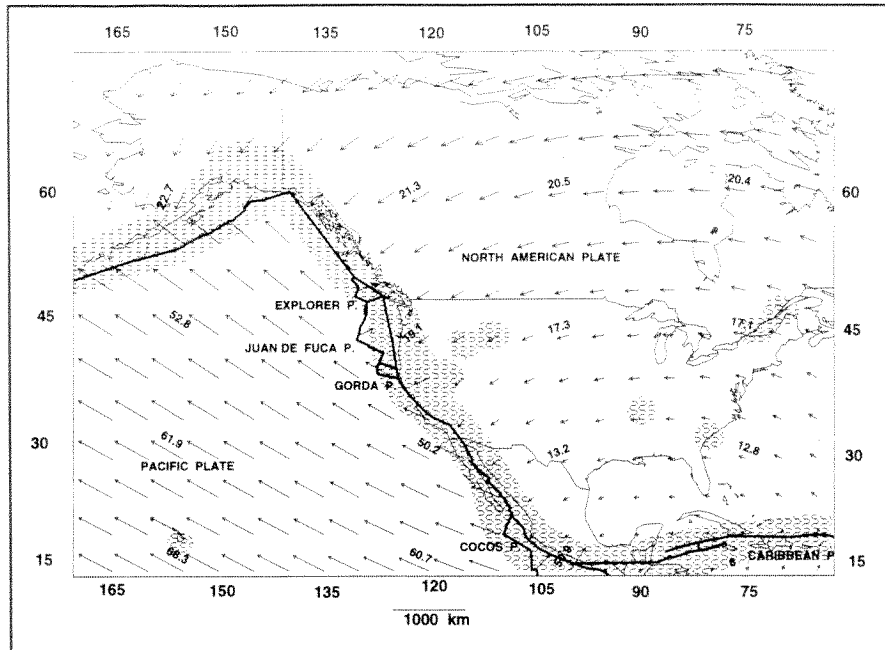 165 150 135 120 105 90 75
60 22.7 21.3 20.5 20.4 60
NORTH AMERICAN PLATE
EXPLORER P.
45 52.8 19.1 17.3 17.1 45
JUAN DE FUCA P.
GORDA P.
30 61.9 50.2 13.2 12.8 30
PACIFIC PLATE
COCOS P.
15 68.3 60.7 CARIBBEAN P 15
6
165 150 135 120 105 90 75
1000 km